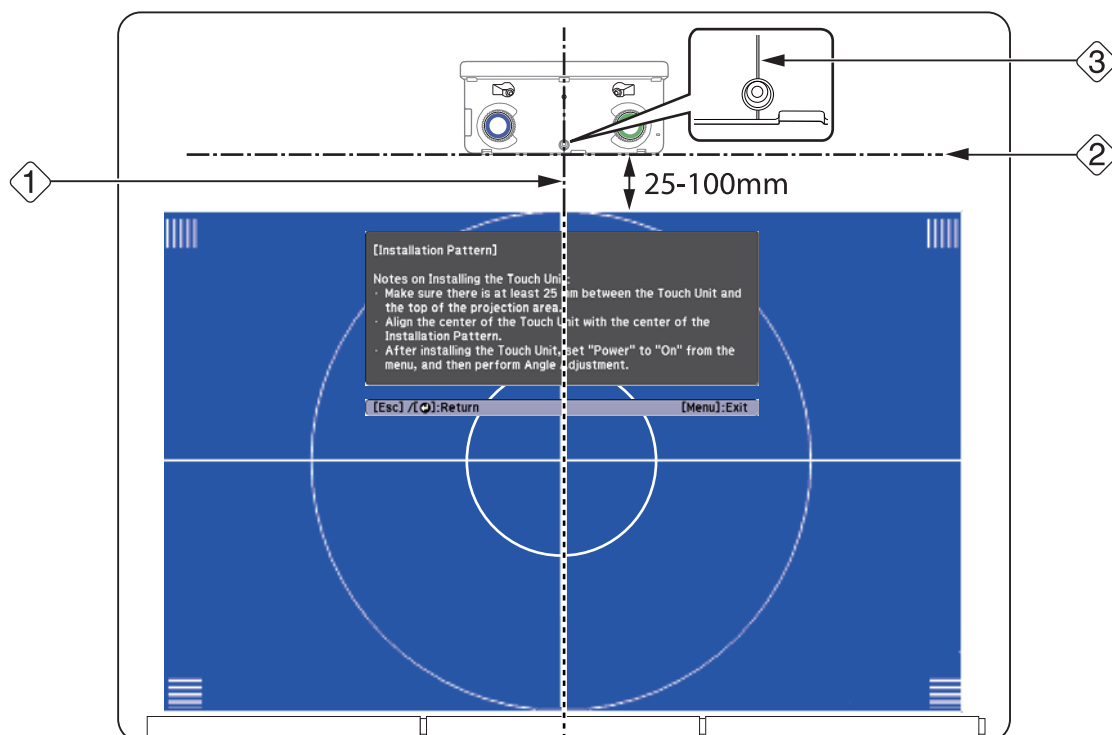 3
2
1
25-100mm
[Installation Pattern]
Notes on Installing the Touch Unit:
· Make sure there is at least 25 mm between the Touch Unit and
the top of the projection area.
· Align the center of the Touch Unit with the center of the
Installation Pattern.
· After installing the Touch Unit, set "Power" to "On" from the
menu, and then perform Angle Adjustment.
[Esc] /[⏎]:Return [Menu]:Exit